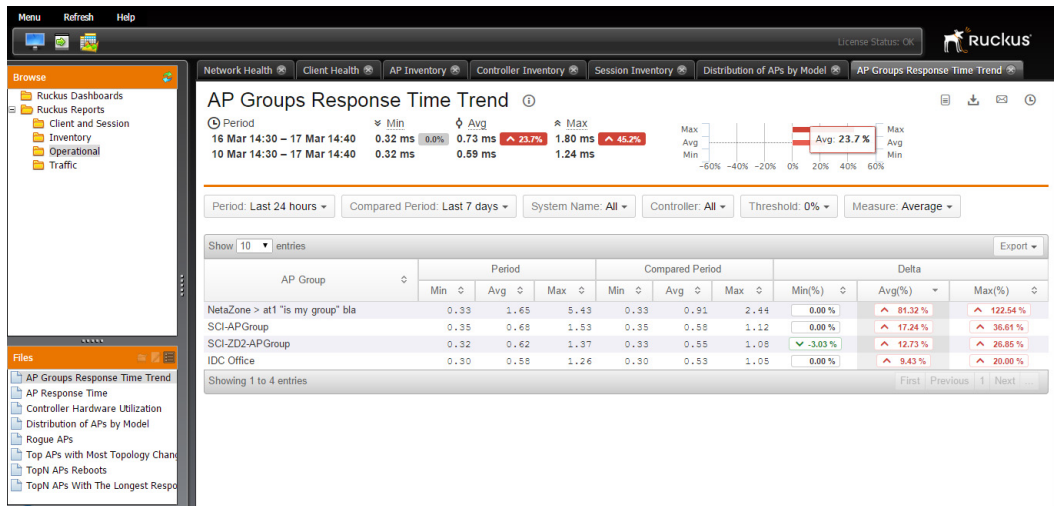 Menu Refresh Help
License Status: OK
Ruckus
Browse
Ruckus Dashboards
Ruckus Reports
Client and Session
Inventory
Operational
Traffic
Files
AP Groups Response Time Trend
AP Response Time
Controller Hardware Utilization
Distribution of APs by Model
Rogue APs
Top APs with Most Topology Chang
TopN APs Reboots
TopN APs With The Longest Respo
Network Health Client Health AP Inventory Controller Inventory Session Inventory Distribution of APs by Model AP Groups Response Time Trend
AP Groups Response Time Trend
Period Min Avg Max
16 Mar 14:30 – 17 Mar 14:40 0.32 ms 0.0% 0.73 ms 23.7% 1.80 ms 45.2%
10 Mar 14:30 – 17 Mar 14:40 0.32 ms 0.59 ms 1.24 ms
Max Max
Avg Avg: 23.7 % Avg
Min Min
-60% -40% -20% 0% 20% 40% 60%
Period: Last 24 hours Compared Period: Last 7 days System Name: All Controller: All Threshold: 0% Measure: Average
Show 10 entries Export
AP Group Period Compared Period Delta
Min Avg Max Min Avg Max Min(%) Avg(%) Max(%)
NetaZone > at1 "is my group" bla 0.33 1.65 5.43 0.33 0.91 2.44 0.00 % 81.32 % 122.54 %
SCI-APGroup 0.35 0.68 1.53 0.35 0.58 1.12 0.00 % 17.24 % 36.61 %
SCI-ZD2-APGroup 0.32 0.62 1.37 0.33 0.55 1.08 -3.03 % 12.73 % 26.85 %
IDC Office 0.30 0.58 1.26 0.30 0.53 1.05 0.00 % 9.43 % 20.00 %
Showing 1 to 4 entries First Previous 1 Next ...